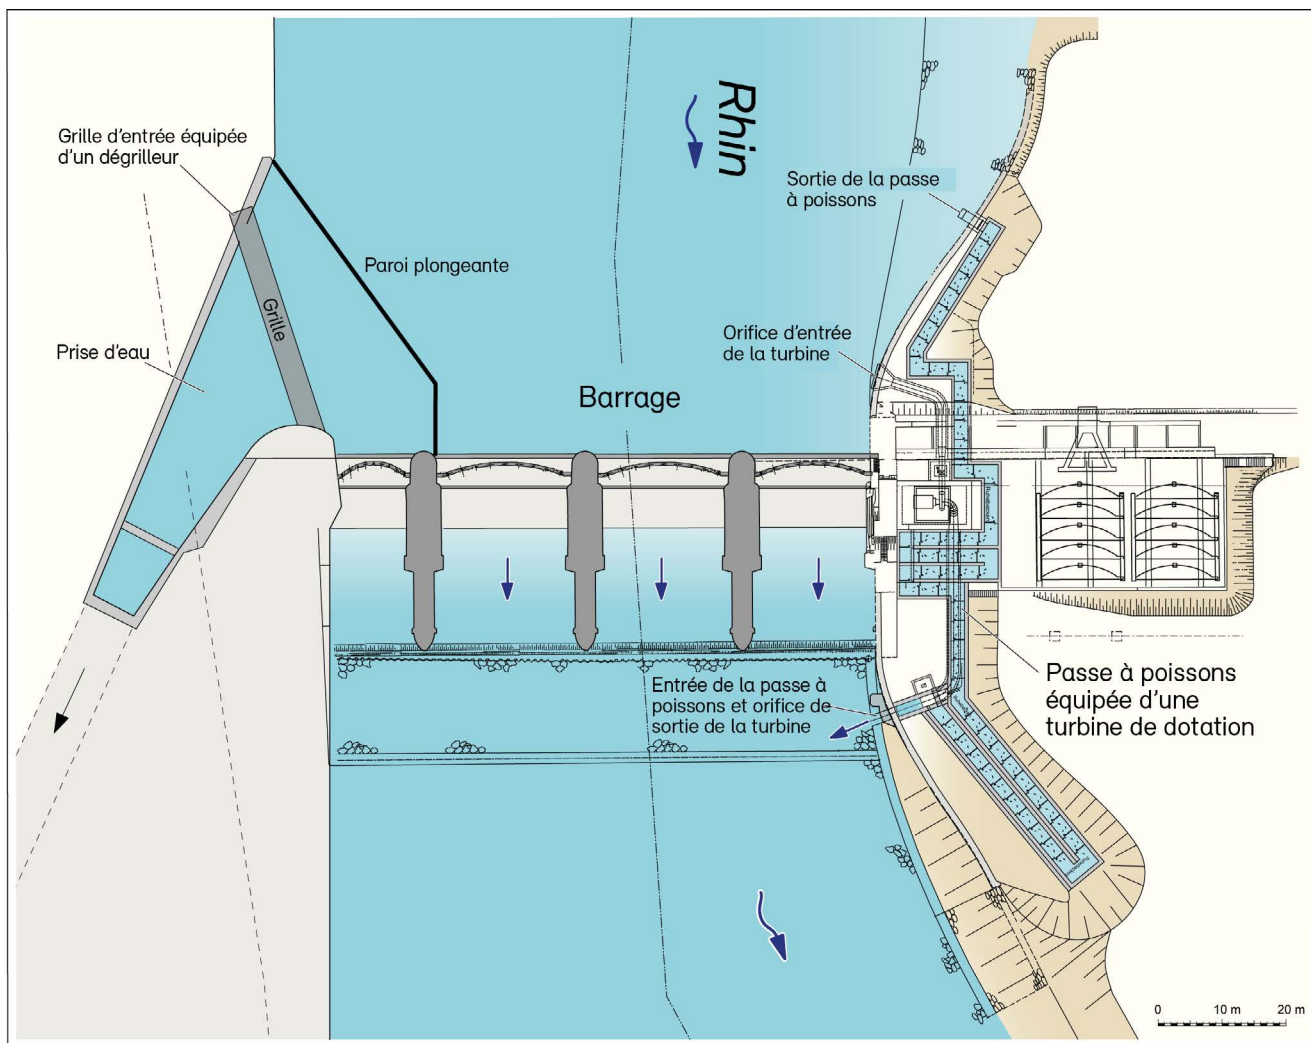 Rhin
Grille d'entrée équipée
d'un dégrilleur
Sortie de la passe
à poissons
Paroi plongeante
Grille
Prise d'eau
Orifice d'entrée
de la turbine
Barrage
Entrée de la passe à
poissons et orifice de
sortie de la turbine
Passe à poissons
équipée d'une
turbine de dotation
0 10 m 20 m